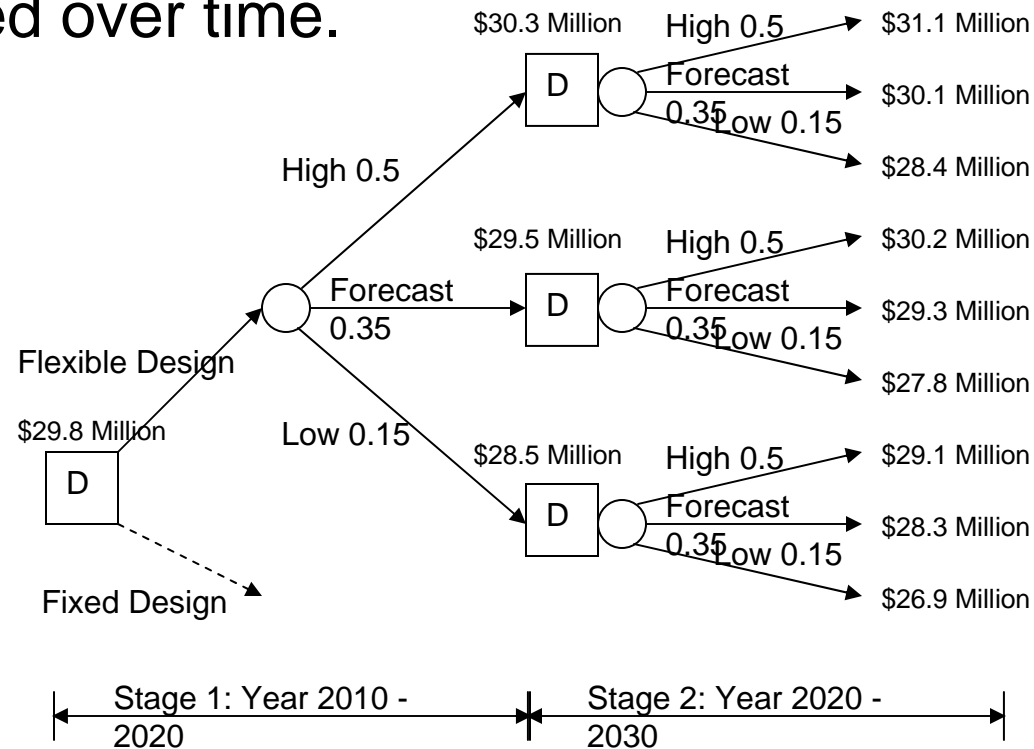 ed over time.
$30.3 Million
High 0.5
$31.1 Million
D
Forecast
0.35
$30.1 Million
Low 0.15
$28.4 Million
High 0.5
$29.5 Million
High 0.5
$30.2 Million
Forecast
0.35
D
Forecast
0.35
$29.3 Million
Low 0.15
$27.8 Million
Flexible Design
$29.8 Million
D
Low 0.15
$28.5 Million
High 0.5
$29.1 Million
D
Forecast
0.35
$28.3 Million
Low 0.15
$26.9 Million
Fixed Design
Stage 1: Year 2010 -
2020
Stage 2: Year 2020 -
2030